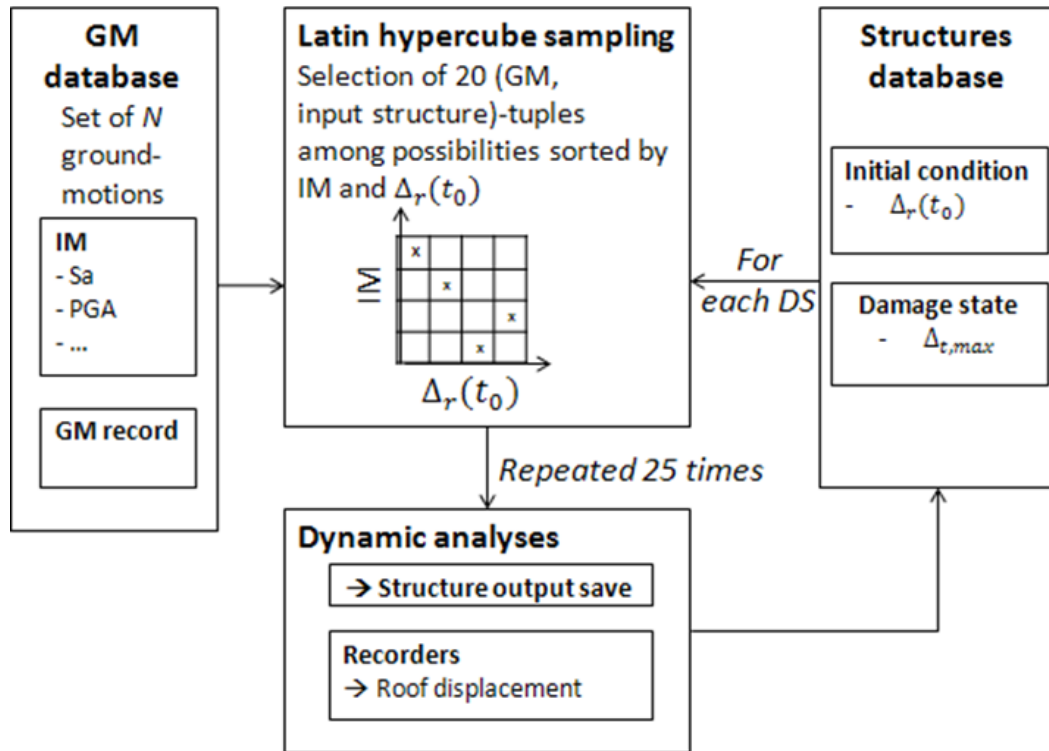 GM
database
Set of N
ground-
motions
IM
- Sa
- PGA
- ...
GM record
Latin hypercube sampling
Selection of 20 (GM,
input structure)-tuples
among possibilities sorted by
IM and Δr(t0)
x
x
x
x
IM
Δr(t0)
Repeated 25 times
Dynamic analyses
→ Structure output save
Recorders
→ Roof displacement
For
each DS
Structures
database
Initial condition
- Δr(t0)
Damage state
- Δt,max